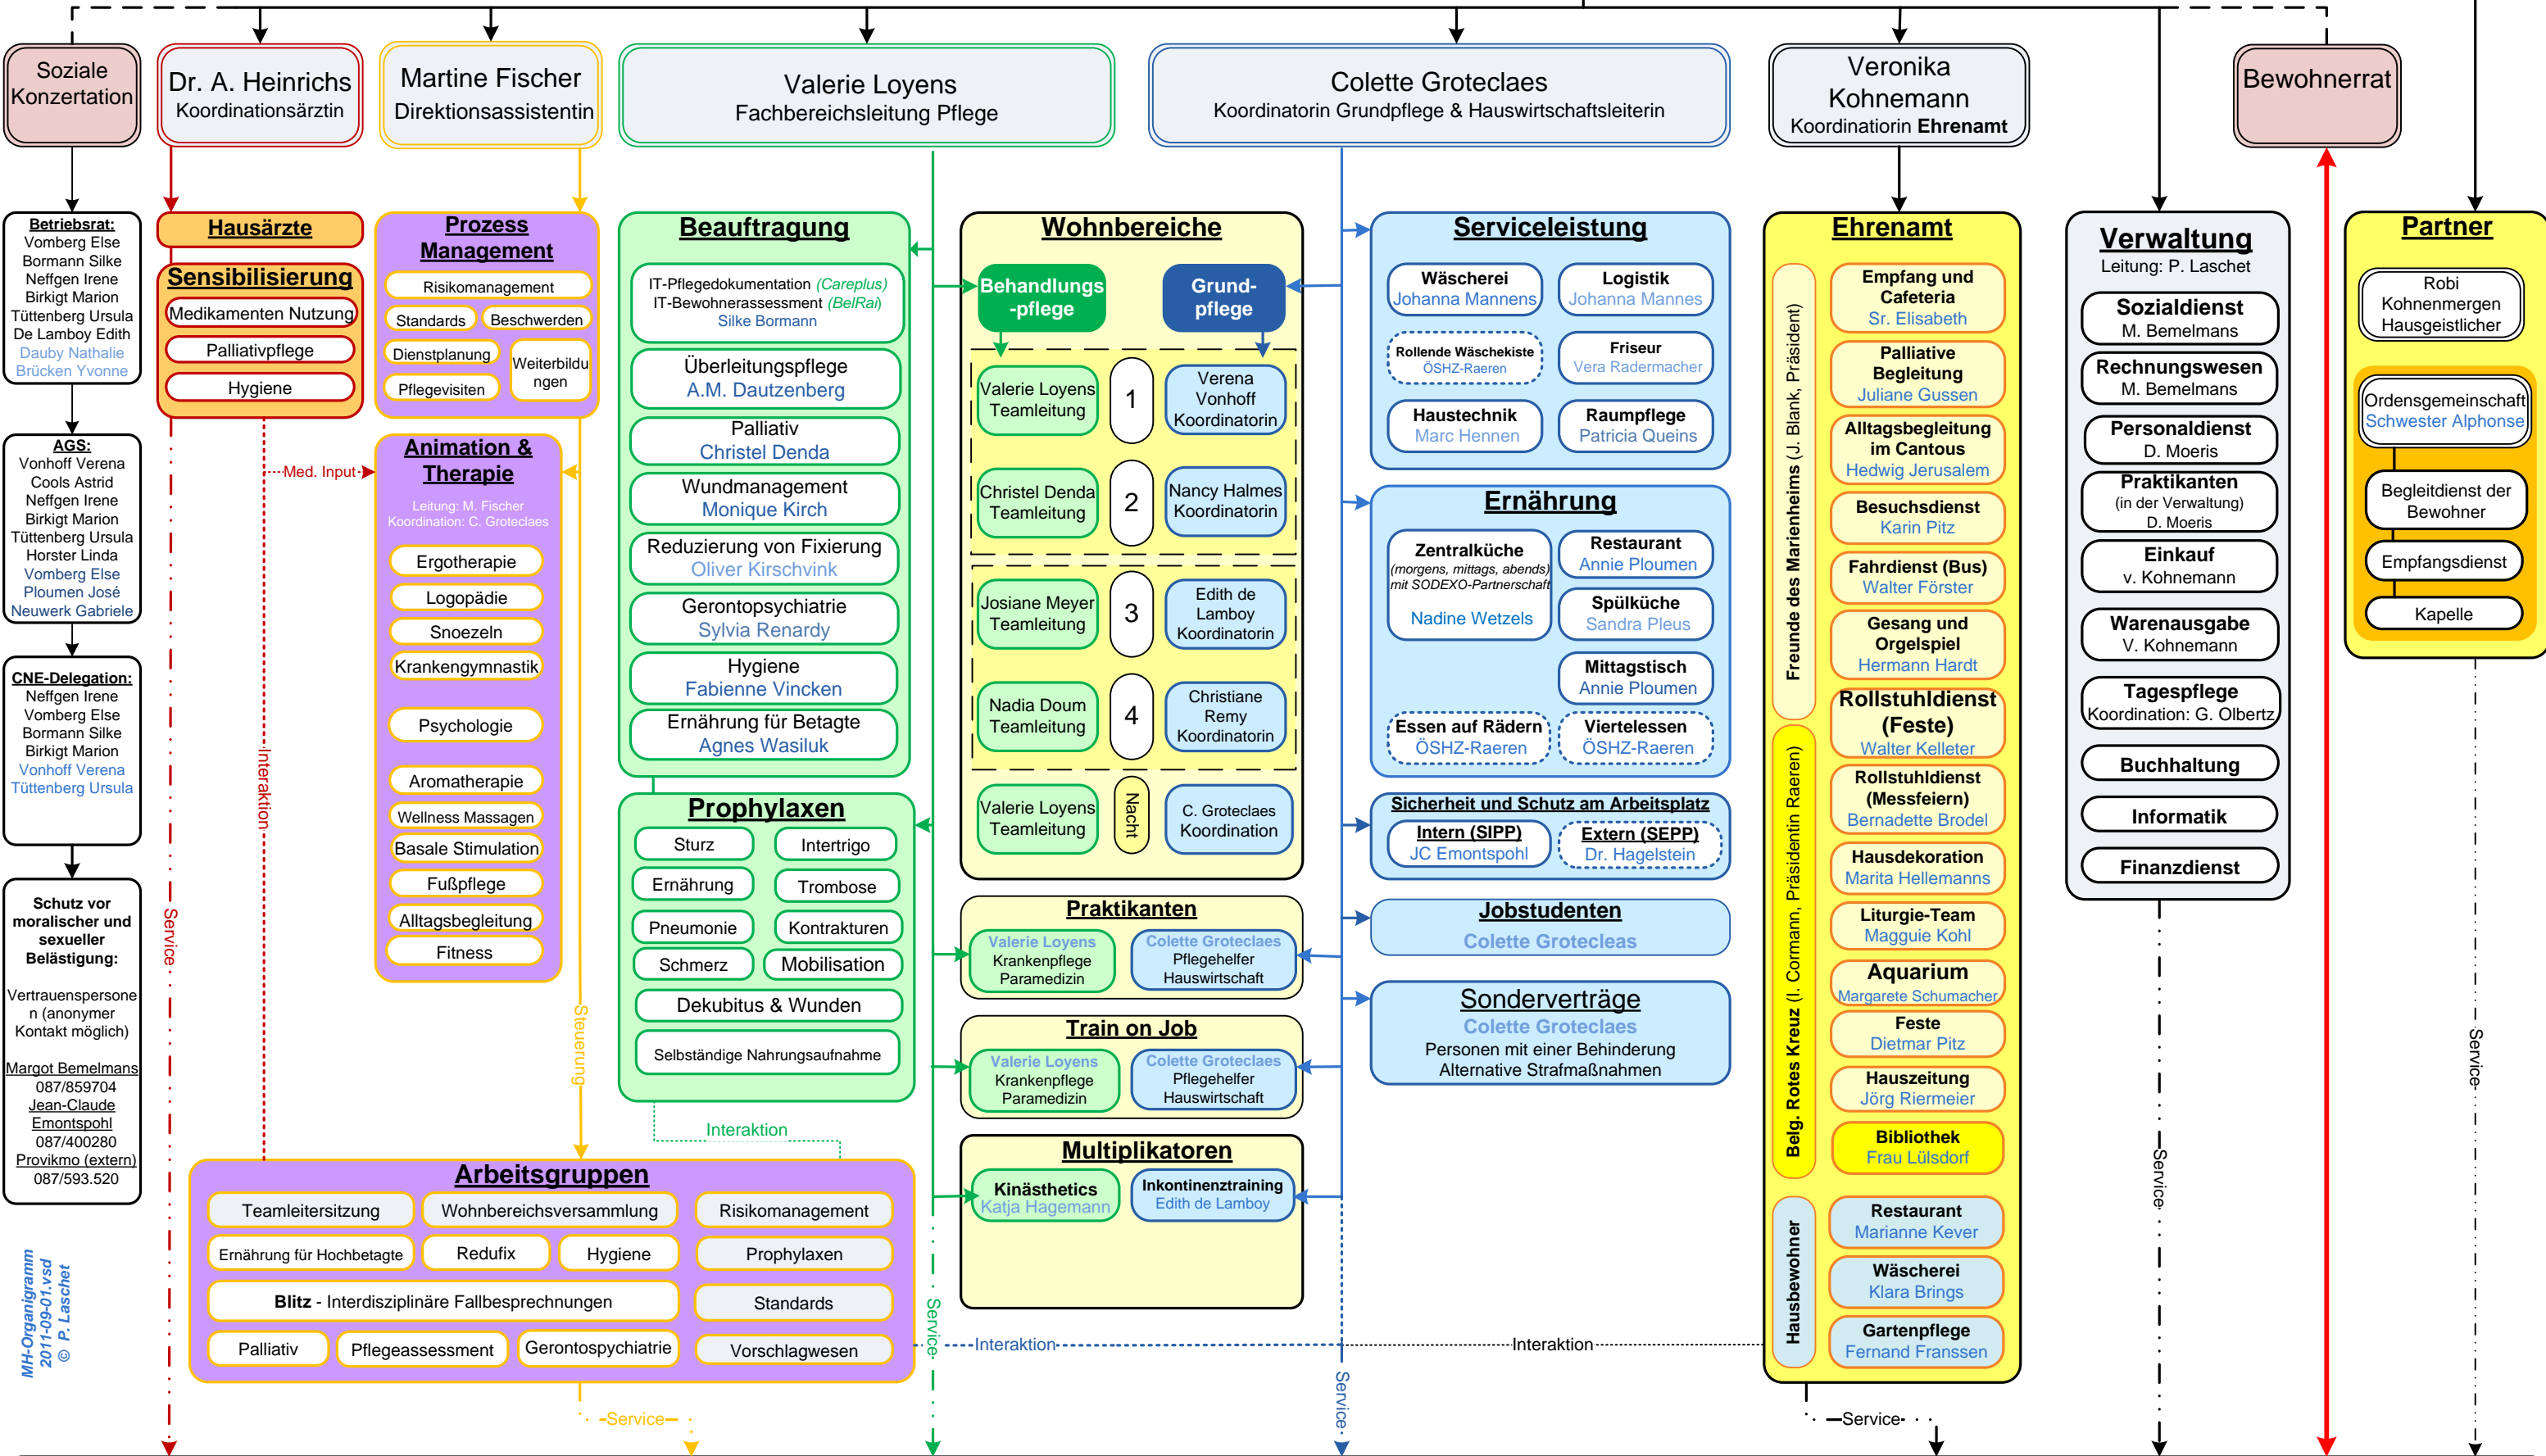 Soziale
Konzertation
Dr. A. Heinrichs
Koordinationsärztin
Martine Fischer
Direktionsassistentin
Valerie Loyens
Fachbereichsleitung Pflege
Colette Groteclaes
Koordinatorin Grundpflege & Hauswirtschaftsleiterin
Veronika
Kohnemann
Koordinatiorin Ehrenamt
Bewohnerrat
Betriebsrat:
Vomberg Else
Bormann Silke
Neffgen Irene
Birkigt Marion
Tüttenberg Ursula
De Lamboy Edith
Dauby Nathalie
Brücken Yvonne
AGS:
Vonhoff Verena
Cools Astrid
Neffgen Irene
Birkigt Marion
Tüttenberg Ursula
Horster Linda
Vomberg Else
Ploumen José
Neuwerk Gabriele
CNE-Delegation:
Neffgen Irene
Vomberg Else
Bormann Silke
Birkigt Marion
Vonhoff Verena
Tüttenberg Ursula
Schutz vor
moralischer und
sexueller
Belästigung:
Vertrauenspersone
n (anonymer
Kontakt möglich)
Margot Bemelmans
087/859704
Jean-Claude
Emontspohl
087/400280
Provikmo (extern)
087/593.520
MH-Organigramm
2011-09-01.vsd
© P. Laschet
Hausärzte
Sensibilisierung
Medikamenten Nutzung
Palliativpflege
Hygiene
Med. Input
Interaktion
Service
Prozess
Management
Risikomanagement
Standards
Beschwerden
Dienstplanung
Weiterbildu
ngen
Pflegevisiten
Animation &
Therapie
Leitung: M. Fischer
Koordination: C. Groteclaes
Ergotherapie
Logopädie
Snoezeln
Krankengymnastik
Psychologie
Aromatherapie
Wellness Massagen
Basale Stimulation
Fußpflege
Alltagsbegleitung
Fitness
Steuerung
Beauftragung
IT-Pflegedokumentation (Careplus)
IT-Bewohnerassessment (BelRai)
Silke Bormann
Überleitungspflege
A.M. Dautzenberg
Palliativ
Christel Denda
Wundmanagement
Monique Kirch
Reduzierung von Fixierung
Oliver Kirschvink
Gerontopsychiatrie
Sylvia Renardy
Hygiene
Fabienne Vincken
Ernährung für Betagte
Agnes Wasiluk
Prophylaxen
Sturz
Intertrigo
Ernährung
Trombose
Pneumonie
Kontrakturen
Schmerz
Mobilisation
Dekubitus & Wunden
Selbständige Nahrungsaufnahme
Interaktion
Arbeitsgruppen
Teamleitersitzung
Wohnbereichsversammlung
Risikomanagement
Ernährung für Hochbetagte
Redufix
Hygiene
Prophylaxen
Blitz - Interdisziplinäre Fallbesprechnungen
Standards
Palliativ
Pflegeassessment
Gerontospychiatrie
Vorschlagwesen
Service
Service
Wohnbereiche
Behandlungs
-pflege
Grund-
pflege
Valerie Loyens
Teamleitung
1
Verena
Vonhoff
Koordinatorin
Christel Denda
Teamleitung
2
Nancy Halmes
Koordinatorin
Josiane Meyer
Teamleitung
3
Edith de
Lamboy
Koordinatorin
Nadia Doum
Teamleitung
4
Christiane
Remy
Koordinatorin
Valerie Loyens
Teamleitung
Nacht
C. Groteclaes
Koordination
Praktikanten
Valerie Loyens
Krankenpflege
Paramedizin
Colette Groteclaes
Pflegehelfer
Hauswirtschaft
Train on Job
Valerie Loyens
Krankenpflege
Paramedizin
Colette Groteclaes
Pflegehelfer
Hauswirtschaft
Multiplikatoren
Kinästhetics
Katja Hagemann
Inkontinenztraining
Edith de Lamboy
Interaktion
Interaktion
Service
Serviceleistung
Wäscherei
Johanna Mannens
Logistik
Johanna Mannes
Rollende Wäschekiste
ÖSHZ-Raeren
Friseur
Vera Radermacher
Haustechnik
Marc Hennen
Raumpflege
Patricia Queins
Ernährung
Zentralküche
(morgens, mittags, abends)
mit SODEXO-Partnerschaft
Nadine Wetzels
Restaurant
Annie Ploumen
Spülküche
Sandra Pleus
Mittagstisch
Annie Ploumen
Essen auf Rädern
ÖSHZ-Raeren
Viertelessen
ÖSHZ-Raeren
Sicherheit und Schutz am Arbeitsplatz
Intern (SIPP)
JC Emontspohl
Extern (SEPP)
Dr. Hagelstein
Jobstudenten
Colette Grotecleas
Sonderverträge
Colette Groteclaes
Personen mit einer Behinderung
Alternative Strafmaßnahmen
Ehrenamt
Freunde des Marienheims (J. Blank, Präsident)
Belg. Rotes Kreuz (I. Cormann, Präsidentin Raeren)
Hausbewohner
Empfang und
Cafeteria
Sr. Elisabeth
Palliative
Begleitung
Juliane Gussen
Alltagsbegleitung
im Cantous
Hedwig Jerusalem
Besuchsdienst
Karin Pitz
Fahrdienst (Bus)
Walter Förster
Gesang und
Orgelspiel
Hermann Hardt
Rollstuhldienst
(Feste)
Walter Kelleter
Rollstuhldienst
(Messfeiern)
Bernadette Brodel
Hausdekoration
Marita Hellemanns
Liturgie-Team
Magguie Kohl
Aquarium
Margarete Schumacher
Feste
Dietmar Pitz
Hauszeitung
Jörg Riermeier
Bibliothek
Frau Lülsdorf
Restaurant
Marianne Kever
Wäscherei
Klara Brings
Gartenpflege
Fernand Franssen
Service
Verwaltung
Leitung: P. Laschet
Sozialdienst
M. Bemelmans
Rechnungswesen
M. Bemelmans
Personaldienst
D. Moeris
Praktikanten
(in der Verwaltung)
D. Moeris
Einkauf
v. Kohnemann
Warenausgabe
V. Kohnemann
Tagespflege
Koordination: G. Olbertz
Buchhaltung
Informatik
Finanzdienst
Service
Partner
Robi
Kohnenmergen
Hausgeistlicher
Ordensgemeinschaft
Schwester Alphonse
Begleitdienst der
Bewohner
Empfangsdienst
Kapelle
Service